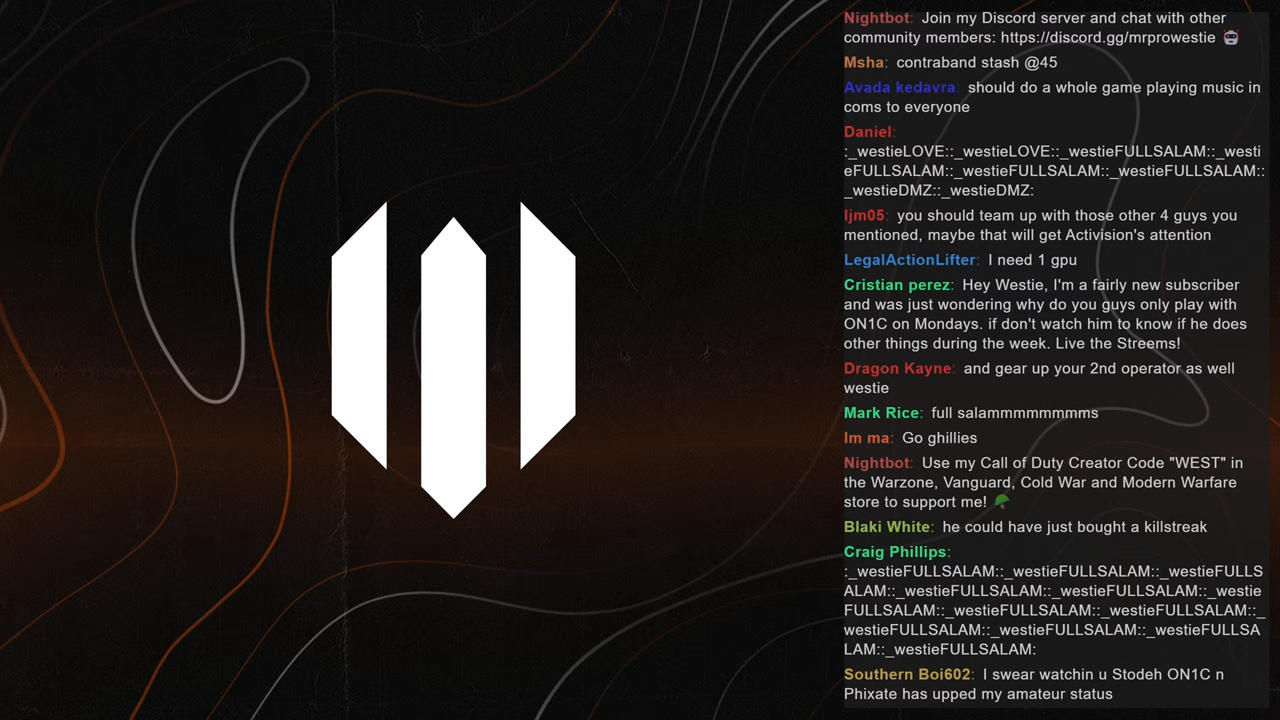 Nightbot: Join my Discord server and chat with other
community members: https://discord.gg/mrprowestie
Msha: contraband stash @45
Avada kedavra: should do a whole game playing music in
coms to everyone
Daniel:
:_westieLOVE::_westieLOVE::_westieFULLSALAM::_westi
eFULLSALAM::_westieFULLSALAM::_westieFULLSALAM::
_westieDMZ::_westieDMZ:
ljm05: you should team up with those other 4 guys you
mentioned, maybe that will get Activision's attention
LegalActionLifter: I need 1 gpu
Cristian perez: Hey Westie, I'm a fairly new subscriber
and was just wondering why do you guys only play with
ON1C on Mondays. if don't watch him to know if he does
other things during the week. Live the Streems!
Dragon Kayne: and gear up your 2nd operator as well
westie
Mark Rice: full salammmmmmmms
Im ma: Go ghillies
Nightbot: Use my Call of Duty Creator Code "WEST" in
the Warzone, Vanguard, Cold War and Modern Warfare
store to support me!
Blaki White: he could have just bought a killstreak
Craig Phillips:
:_westieFULLSALAM::_westieFULLSALAM::_westieFULLS
ALAM::_westieFULLSALAM::_westieFULLSALAM::_westie
FULLSALAM::_westieFULLSALAM::_westieFULLSALAM::_
westieFULLSALAM::_westieFULLSALAM::_westieFULLSA
LAM::_westieFULLSALAM:
Southern Boi602: I swear watchin u Stodeh ON1C n
Phixate has upped my amateur status